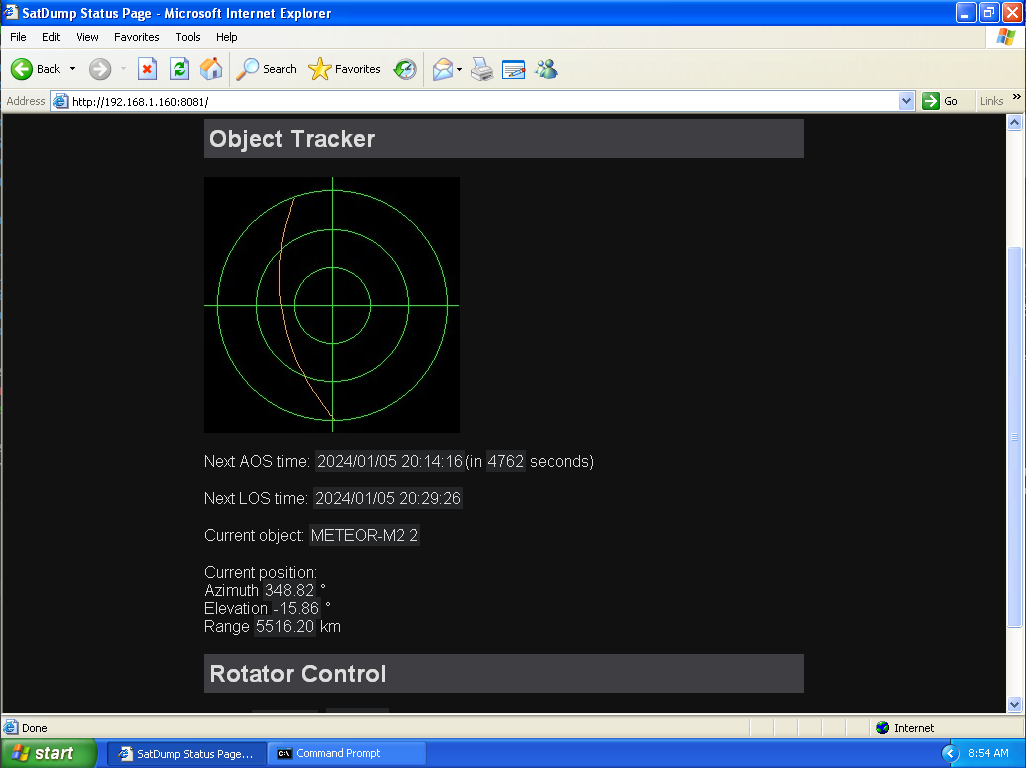 SatDump Status Page - Microsoft Internet Explorer
File Edit View Favorites Tools Help
Back Search Favorites
Address http://192.168.1.160:8081/ Go Links »
Object Tracker
Next AOS time: 2024/01/05 20:14:16(in 4762 seconds)
Next LOS time: 2024/01/05 20:29:26
Current object: METEOR-M2 2
Current position:
Azimuth 348.82 °
Elevation -15.86 °
Range 5516.20 km
Rotator Control
Done Internet
start SatDump Status Page... C:\ Command Prompt 8:54 AM